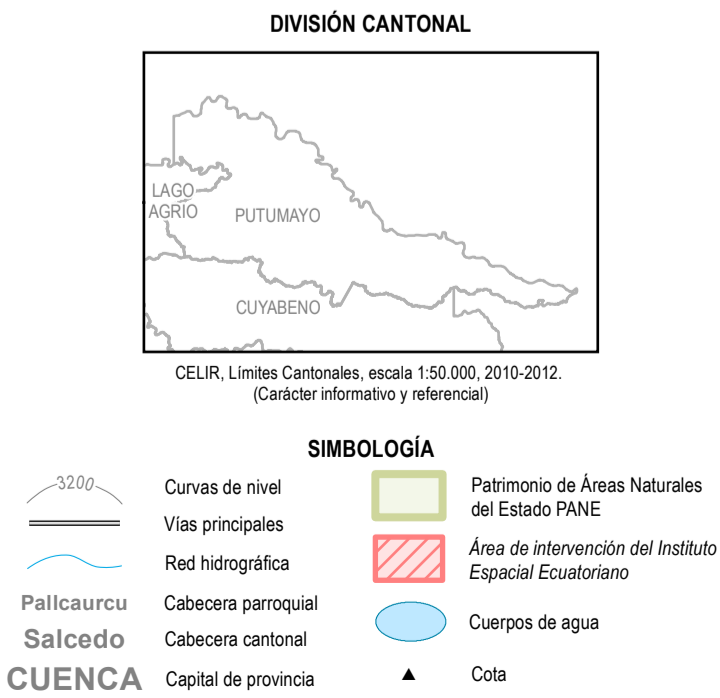 DIVISIÓN CANTONAL
LAGO
AGRIO
PUTUMAYO
CUYABENO
CELIR, Límites Cantonales, escala 1:50.000, 2010-2012.
(Carácter informativo y referencial)
SIMBOLOGÍA
3200
Curvas de nivel
Vías principales
Red hidrográfica
Pallcaurcu
Cabecera parroquial
Salcedo
Cabecera cantonal
CUENCA
Capital de provincia
Patrimonio de Áreas Naturales
del Estado PANE
Área de intervención del Instituto
Espacial Ecuatoriano
Cuerpos de agua
Cota